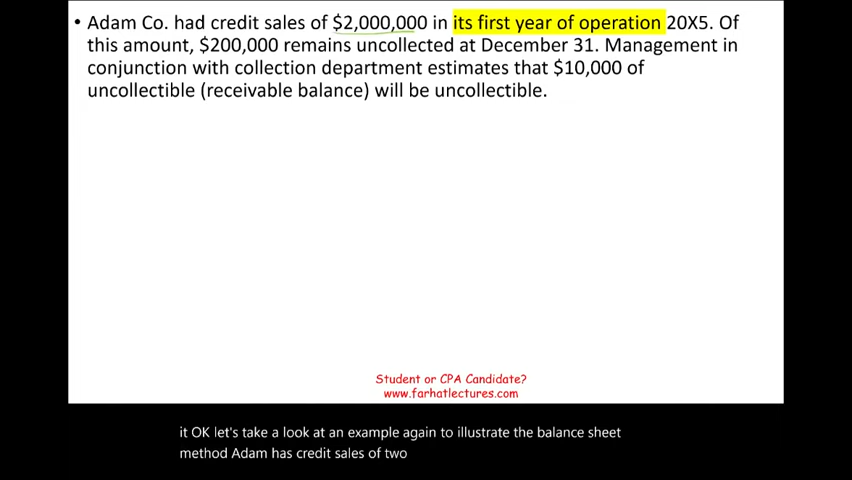 • Adam Co. had credit sales of $2,000,000 in its first year of operation 20X5. Of
this amount, $200,000 remains uncollected at December 31. Management in
conjunction with collection department estimates that $10,000 of
uncollectible (receivable balance) will be uncollectible.
Student or CPA Candidate?
www.farhatlectures.com
it OK let's take a look at an example again to illustrate the balance sheet
method Adam has credit sales of two